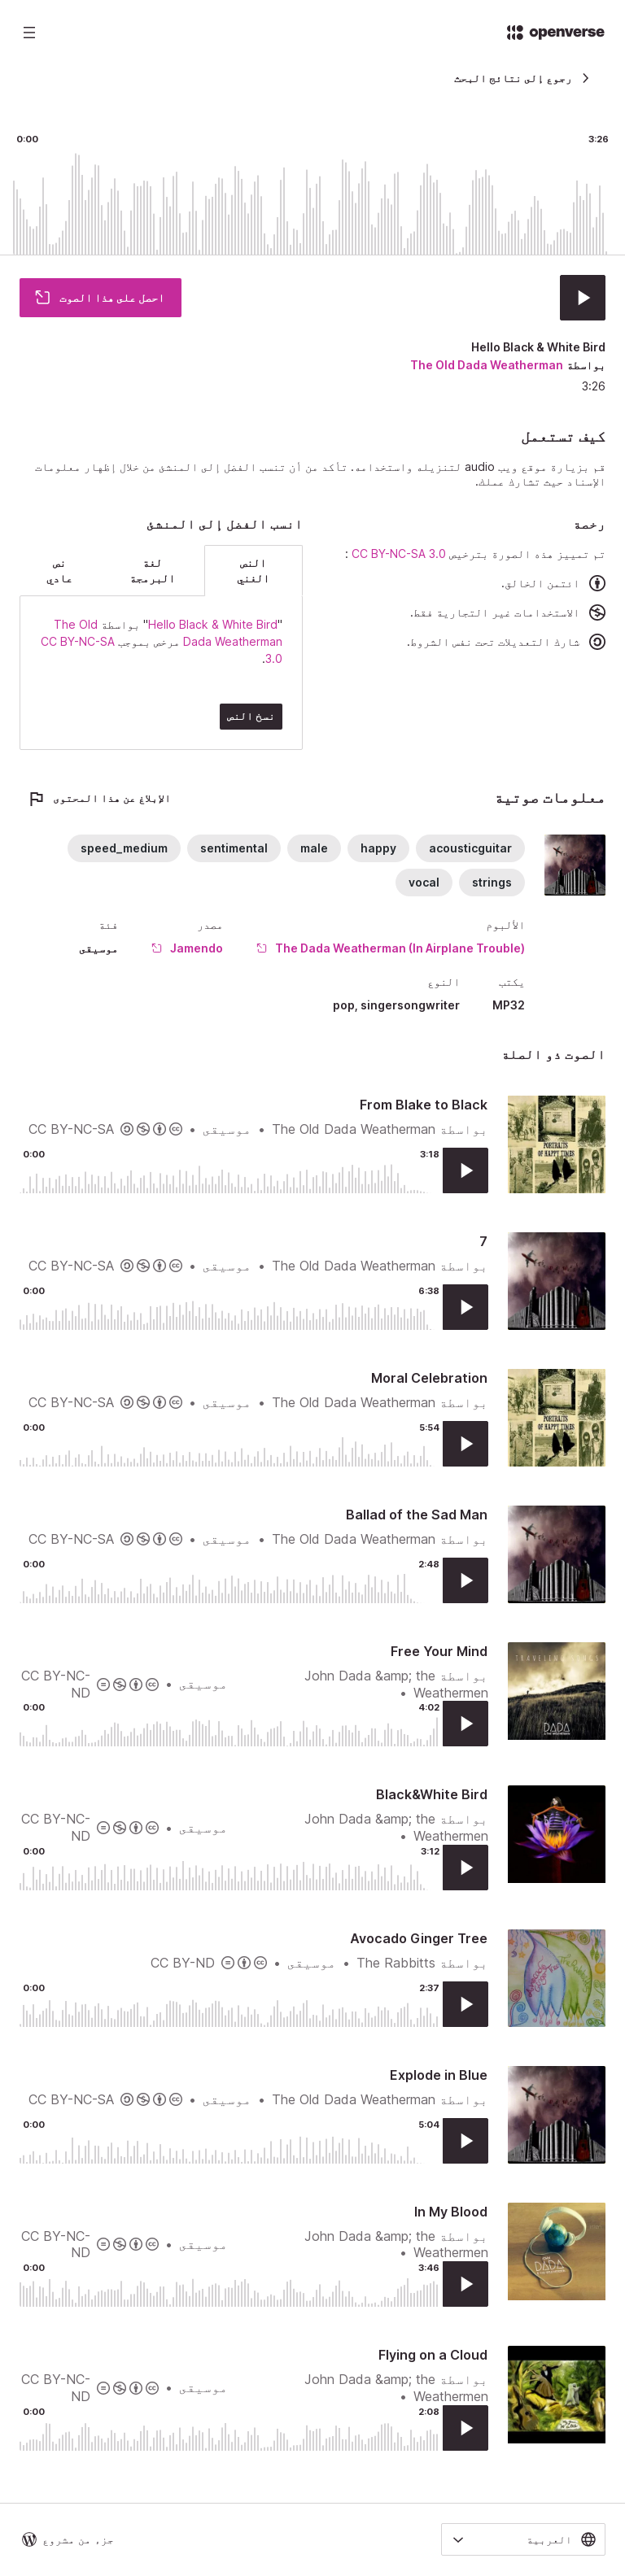 openverse
رجوع إلى نتائج البحث
0:00
3:26
احصل على هذا الصوت
Hello Black & White Bird
بواسطة The Old Dada Weatherman
3:26
كيف تستعمل
قم بزيارة موقع ويب audio لتنزيله واستخدامه. تأكد من أن تنسب الفضل إلى المنشئ من خلال إظهار معلومات
الإسناد حيث تشارك عملك.
رخصة
تم تمييز هذه الصورة بترخيص CC BY-NC-SA 3.0 :
ائتمن الخالق.
الاستخدامات غير التجارية فقط.
شارك التعديلات تحت نفس الشروط.
انسب الفضل إلى المنشئ
النص الغني
لغة البرمجة
نص عادي
"Hello Black & White Bird" بواسطة The Old
Dada Weatherman مرخص بموجب CC BY-NC-SA
3.0.
نسخ النص
معلومات صوتية
الإبلاغ عن هذا المحتوى
acousticguitar
happy
male
sentimental
speed_medium
strings
vocal
الألبوم
The Dada Weatherman (In Airplane Trouble)
مصدر
Jamendo
فئة
موسيقى
يكتب
MP32
النوع
pop, singersongwriter
الصوت ذو الصلة
From Blake to Black
بواسطة The Old Dada Weatherman • موسيقى • CC BY-NC-SA
0:00
3:18
7
بواسطة The Old Dada Weatherman • موسيقى • CC BY-NC-SA
0:00
6:38
Moral Celebration
بواسطة The Old Dada Weatherman • موسيقى • CC BY-NC-SA
0:00
5:54
Ballad of the Sad Man
بواسطة The Old Dada Weatherman • موسيقى • CC BY-NC-SA
0:00
2:48
Free Your Mind
بواسطة John Dada &amp; the
Weathermen •
موسيقى • CC BY-NC-
ND
0:00
4:02
Black&White Bird
بواسطة John Dada &amp; the
Weathermen •
موسيقى • CC BY-NC-
ND
0:00
3:12
Avocado Ginger Tree
بواسطة The Rabbitts • موسيقى • CC BY-ND
0:00
2:37
Explode in Blue
بواسطة The Old Dada Weatherman • موسيقى • CC BY-NC-SA
0:00
5:04
In My Blood
بواسطة John Dada &amp; the
Weathermen •
موسيقى • CC BY-NC-
ND
0:00
3:46
Flying on a Cloud
بواسطة John Dada &amp; the
Weathermen •
موسيقى • CC BY-NC-
ND
0:00
2:08
العربية
جزء من مشروع